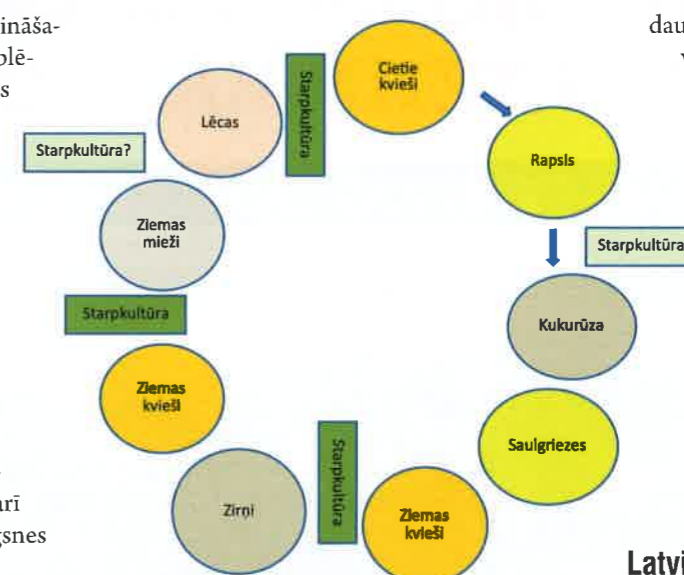 ināša-
plē-
s
dau
v
Cietie
kvieši
Starpkultūra
Lēcas
Starpkultūra?
Rapsis
Ziemas
mieži
Starpkultūra
Kukurūza
Starpkultūra
Ziemas
kvieši
Saulgriezes
Starpkultūra
Zirņi
Ziemas
kvieši
arī
gsnes
Latvi